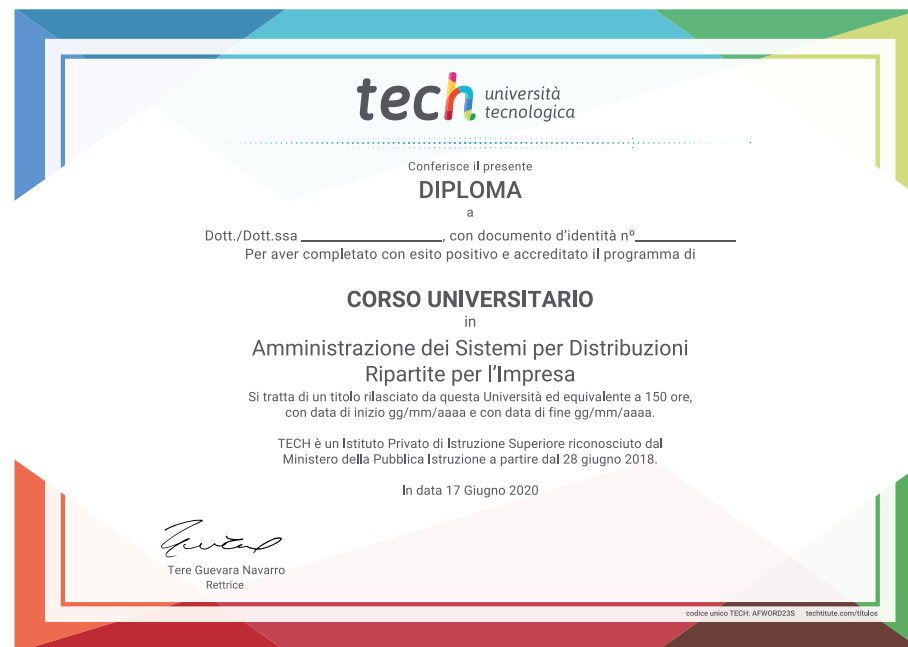 tech università
tecnologica
Conferisce il presente
DIPLOMA
a
Dott./Dott.ssa ____________________, con documento d'identità nº______________
Per aver completato con esito positivo e accreditato il programma di
CORSO UNIVERSITARIO
in
Amministrazione dei Sistemi per Distribuzioni
Ripartite per l'Impresa
Si tratta di un titolo rilasciato da questa Università ed equivalente a 150 ore,
con data di inizio gg/mm/aaaa e con data di fine gg/mm/aaaa.
TECH è un Istituto Privato di Istruzione Superiore riconosciuto dal
Ministero della Pubblica Istruzione a partire dal 28 giugno 2018.
In data 17 Giugno 2020
Tere Guevara Navarro
Rettrice
codice unico TECH: AFWORD23S techtitute.com/titulos